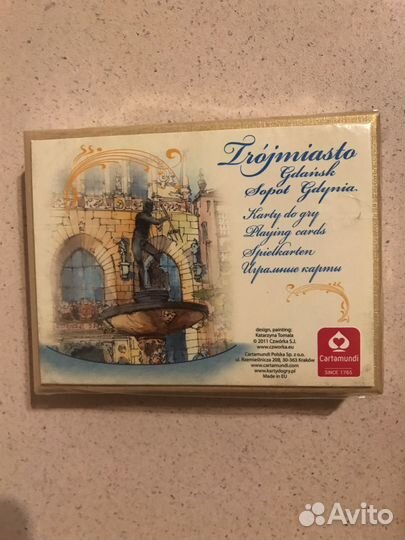 Trójmiasto
Gdańsk
Sopot Gdynia.
Karty do gry
Playing cards
Spielkarten
Игральные карты
design, painting:
Katarzyna Tomala
© 2011 Czwórka S.J.
www.czworka.eu
Cartamundi Polska Sp. z o.o.
ul. Rzemieślnicza 20B, 30-363 Kraków
www.cartamundi.com
www.kartydogry.pl
Made in EU
Cartamundi
SINCE 1765
Avito